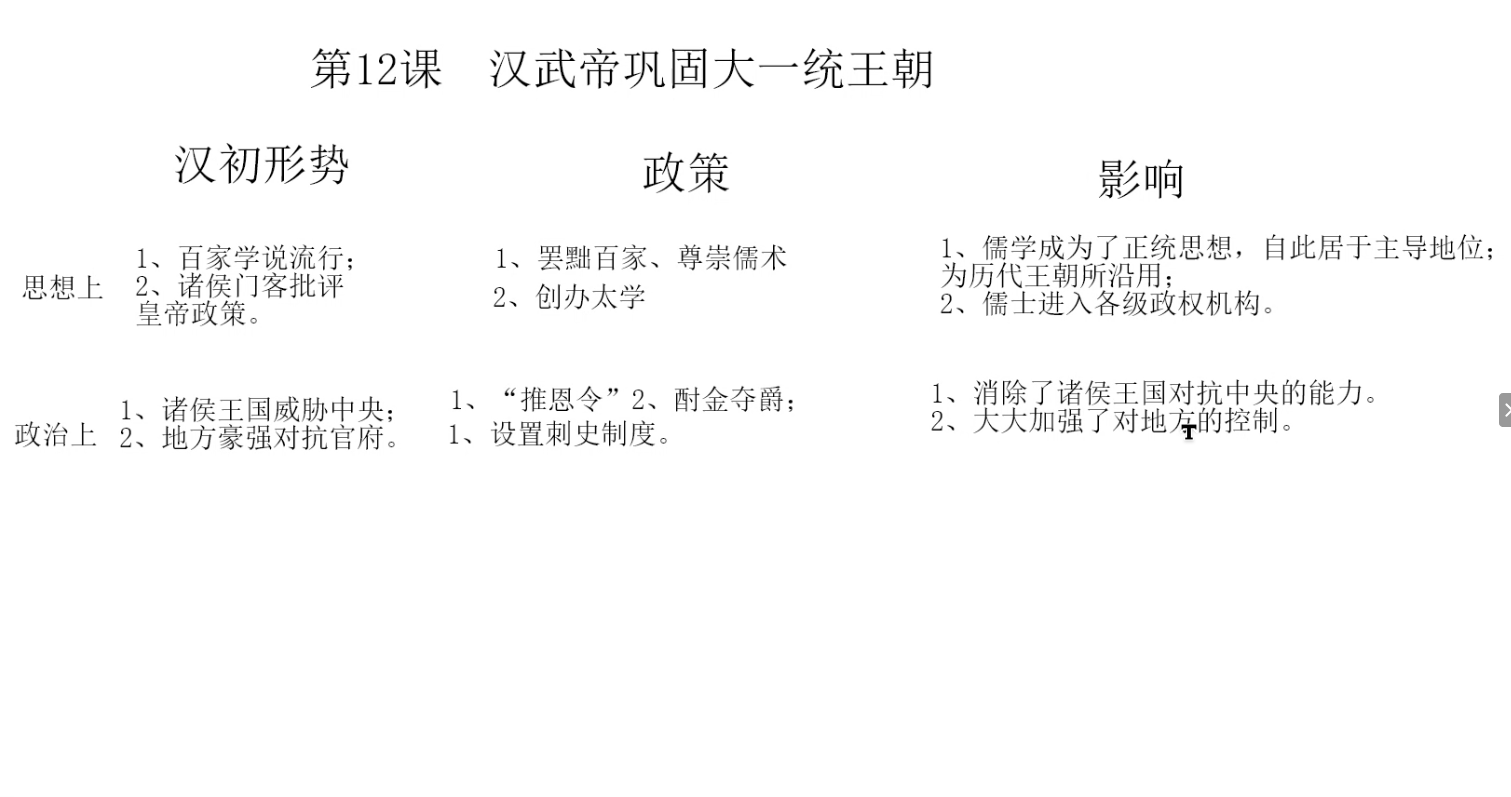 第12课　汉武帝巩固大一统王朝
汉初形势
政策
影响
思想上
1、百家学说流行；
2、诸侯门客批评
皇帝政策。
1、罢黜百家、尊崇儒术
2、创办太学
1、儒学成为了正统思想，自此居于主导地位；
为历代王朝所沿用；
2、儒士进入各级政权机构。
政治上
1、诸侯王国威胁中央；
2、地方豪强对抗官府。
1、“推恩令”2、酎金夺爵；
1、设置刺史制度。
1、消除了诸侯王国对抗中央的能力。
2、大大加强了对地方的控制。